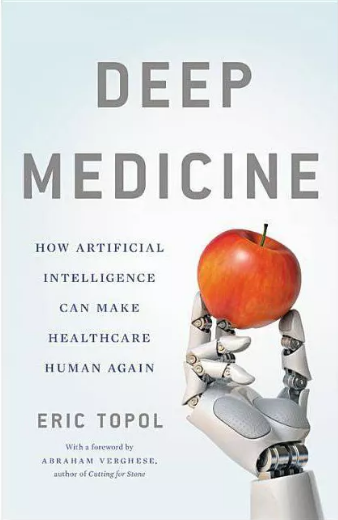 DEEP
MEDICINE
HOW ARTIFICIAL
INTELLIGENCE
CAN MAKE
HEALTHCARE
HUMAN AGAIN
ERIC TOPOL
With a foreword by
ABRAHAM VERGHESE,
author of Cutting for Stone